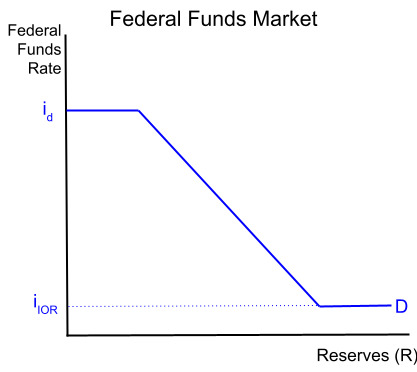 Federal Funds Market
Federal
Funds
Rate
i_d
i_IOR
D
Reserves (R)